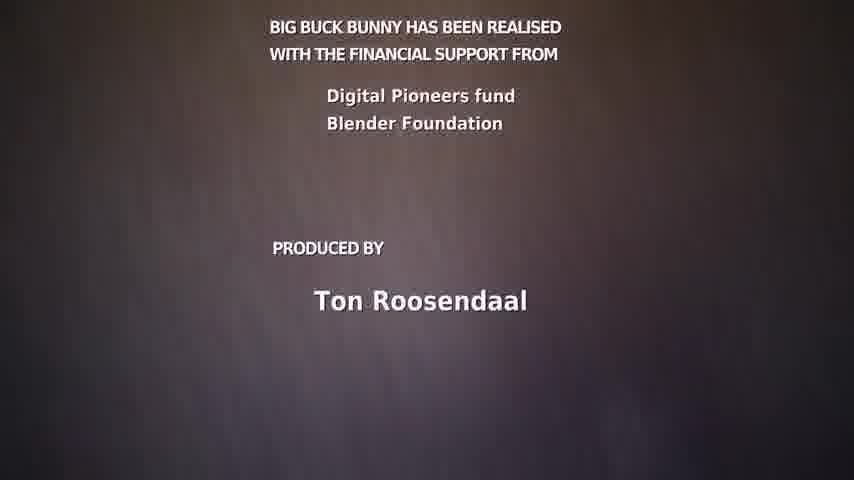 BIG BUCK BUNNY HAS BEEN REALISED
WITH THE FINANCIAL SUPPORT FROM
Digital Pioneers fund
Blender Foundation
PRODUCED BY
Ton Roosendaal